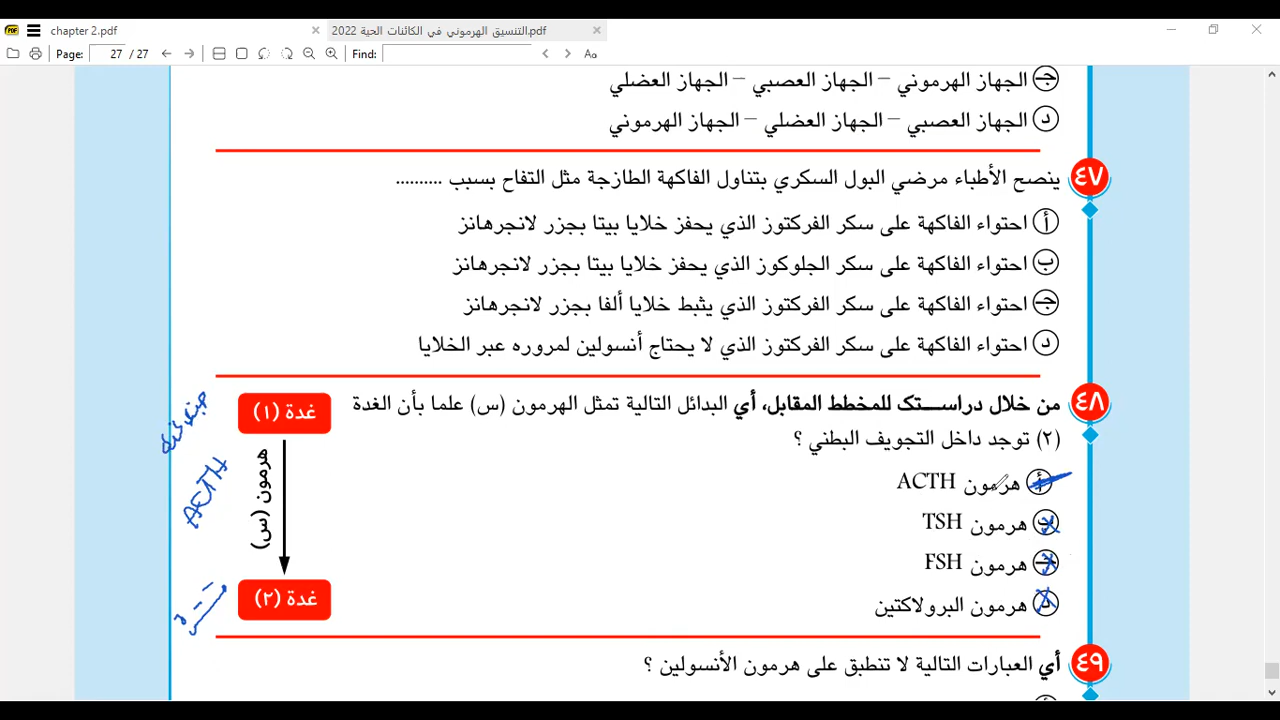 chapter 2.pdf
التنسيق الهرموني في الكائنات الحية 2022.pdf
Page: 27 / 27 Find: Aa
ج الجهاز الهرموني – الجهاز العصبي – الجهاز العضلي
د الجهاز العصبي – الجهاز العضلي – الجهاز الهرموني
٤٧ ينصح الأطباء مرضي البول السكري بتناول الفاكهة الطازجة مثل التفاح بسبب ..........
أ احتواء الفاكهة على سكر الفركتوز الذي يحفز خلايا بيتا بجزر لانجرهانز
ب احتواء الفاكهة على سكر الجلوكوز الذي يحفز خلايا بيتا بجزر لانجرهانز
ج احتواء الفاكهة على سكر الفركتوز الذي يثبط خلايا ألفا بجزر لانجرهانز
د احتواء الفاكهة على سكر الفركتوز الذي لا يحتاج أنسولين لمروره عبر الخلايا
٤٨ من خلال دراستك للمخطط المقابل، أي البدائل التالية تمثل الهرمون (س) علما بأن الغدة
(٢) توجد داخل التجويف البطني ؟
أ هرمون ACTH
ب هرمون TSH
ج هرمون FSH
د هرمون البرولاكتين
غدة (١)
هرمون (س)
غدة (٢)
ACTH
٤٩ أي العبارات التالية لا تنطبق على هرمون الأنسولين ؟